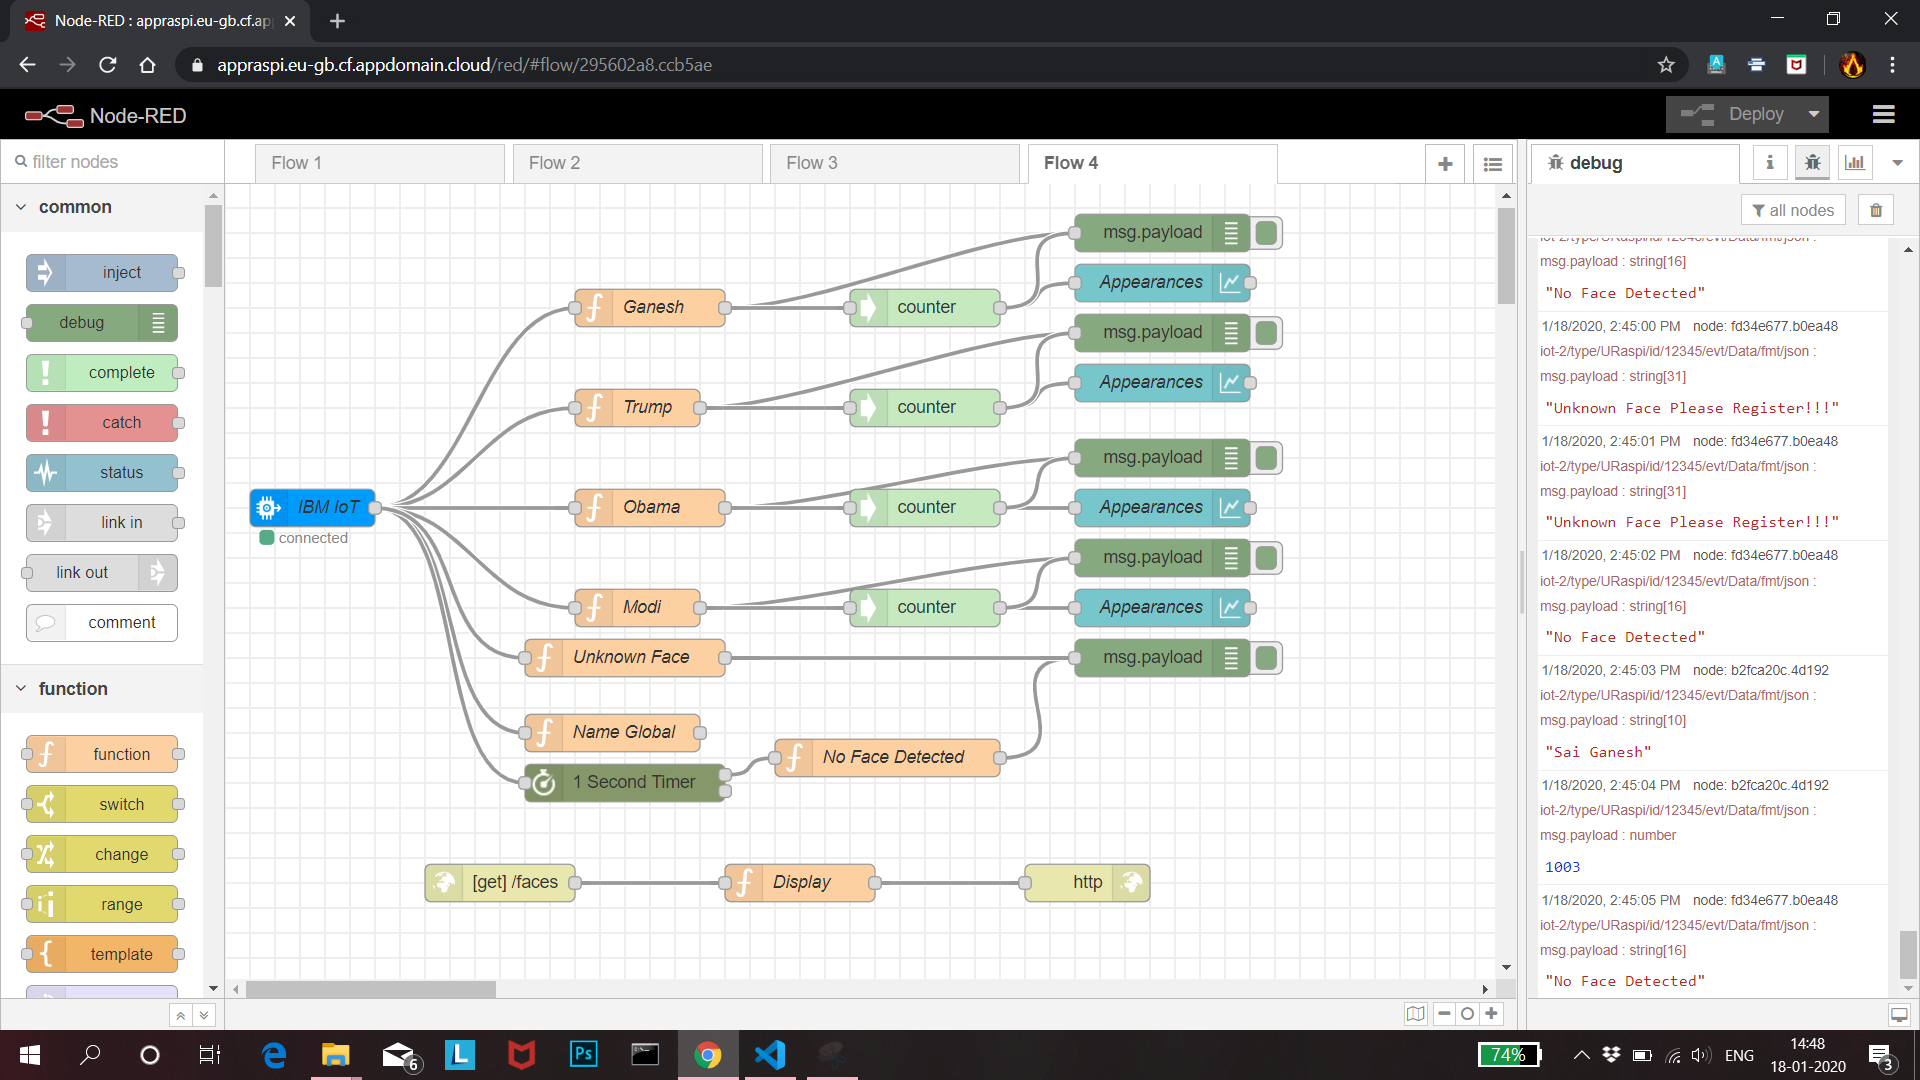 Node-RED : appraspi.eu-gb.cf.app
appraspi.eu-gb.cf.appdomain.cloud/red/#flow/295602a8.ccb5ae
Node-RED
Deploy
filter nodes
Flow 1
Flow 2
Flow 3
Flow 4
debug
i
all nodes
common
inject
debug
complete
catch
status
link in
link out
comment
function
function
switch
change
range
template
IBM IoT
connected
Ganesh
Trump
Obama
Modi
Unknown Face
Name Global
1 Second Timer
No Face Detected
counter
counter
counter
counter
msg.payload
Appearances
msg.payload
Appearances
msg.payload
Appearances
msg.payload
Appearances
msg.payload
[get] /faces
Display
http
iot-2/type/URaspi/id/12345/evt/Data/fmt/json :
msg.payload : string[16]
"No Face Detected"
1/18/2020, 2:45:00 PM node: fd34e677.b0ea48
iot-2/type/URaspi/id/12345/evt/Data/fmt/json :
msg.payload : string[31]
"Unknown Face Please Register!!!"
1/18/2020, 2:45:01 PM node: fd34e677.b0ea48
iot-2/type/URaspi/id/12345/evt/Data/fmt/json :
msg.payload : string[31]
"Unknown Face Please Register!!!"
1/18/2020, 2:45:02 PM node: fd34e677.b0ea48
iot-2/type/URaspi/id/12345/evt/Data/fmt/json :
msg.payload : string[16]
"No Face Detected"
1/18/2020, 2:45:03 PM node: b2fca20c.4d192
iot-2/type/URaspi/id/12345/evt/Data/fmt/json :
msg.payload : string[10]
"Sai Ganesh"
1/18/2020, 2:45:04 PM node: b2fca20c.4d192
iot-2/type/URaspi/id/12345/evt/Data/fmt/json :
msg.payload : number
1003
1/18/2020, 2:45:05 PM node: fd34e677.b0ea48
iot-2/type/URaspi/id/12345/evt/Data/fmt/json :
msg.payload : string[16]
"No Face Detected"
6
L
Ps
74%
ENG
14:48
18-01-2020
3